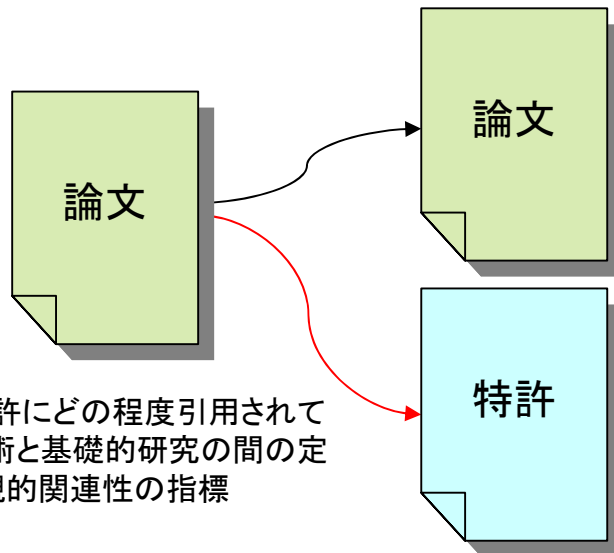 論文
論文
特許
許にどの程度引用されて
術と基礎的研究の間の定
的関連性の指標